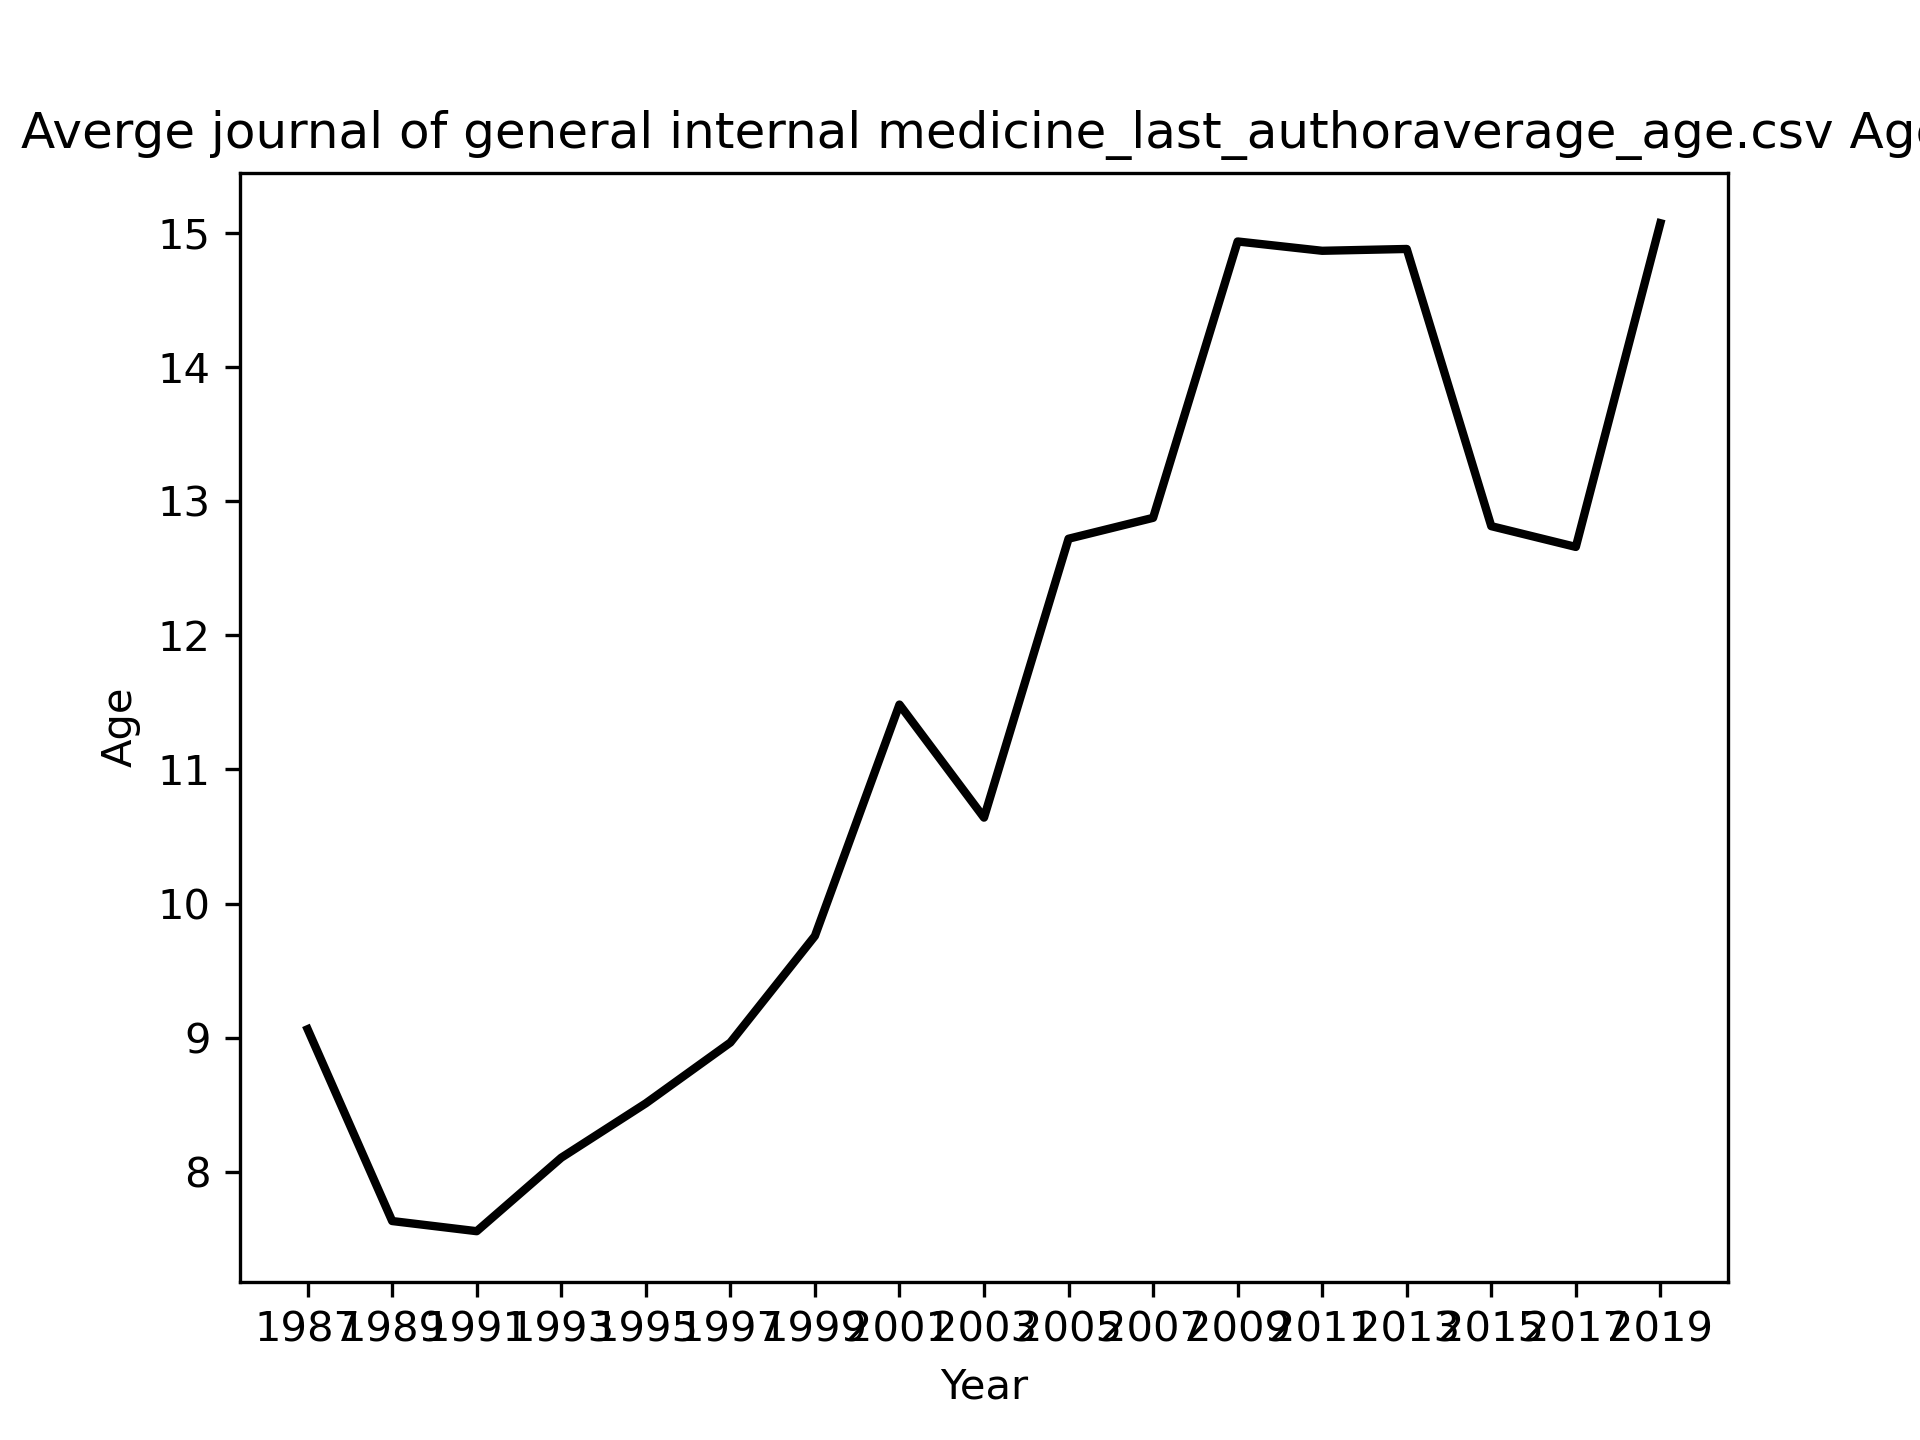 Averge journal of general internal medicine_last_authoraverage_age.csv Age
15
14
13
12
11
10
9
8
Age
1987 1989 1991 1993 1995 1997 1999 2001 2003 2005 2007 2009 2011 2013 2015 2017 2019
Year